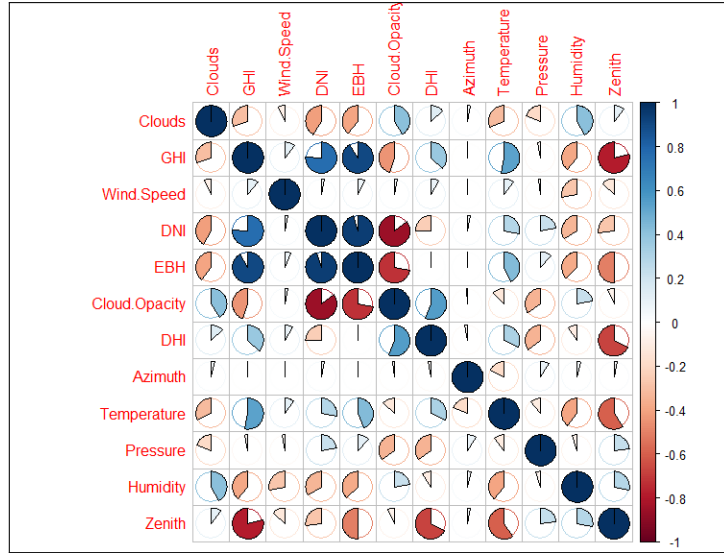 Clouds
GHI
Wind.Speed
DNI
EBH
Cloud.Opacity
DHI
Azimuth
Temperature
Pressure
Humidity
Zenith
Clouds
GHI
Wind.Speed
DNI
EBH
Cloud.Opacity
DHI
Azimuth
Temperature
Pressure
Humidity
Zenith
1
0.8
0.6
0.4
0.2
0
-0.2
-0.4
-0.6
-0.8
-1